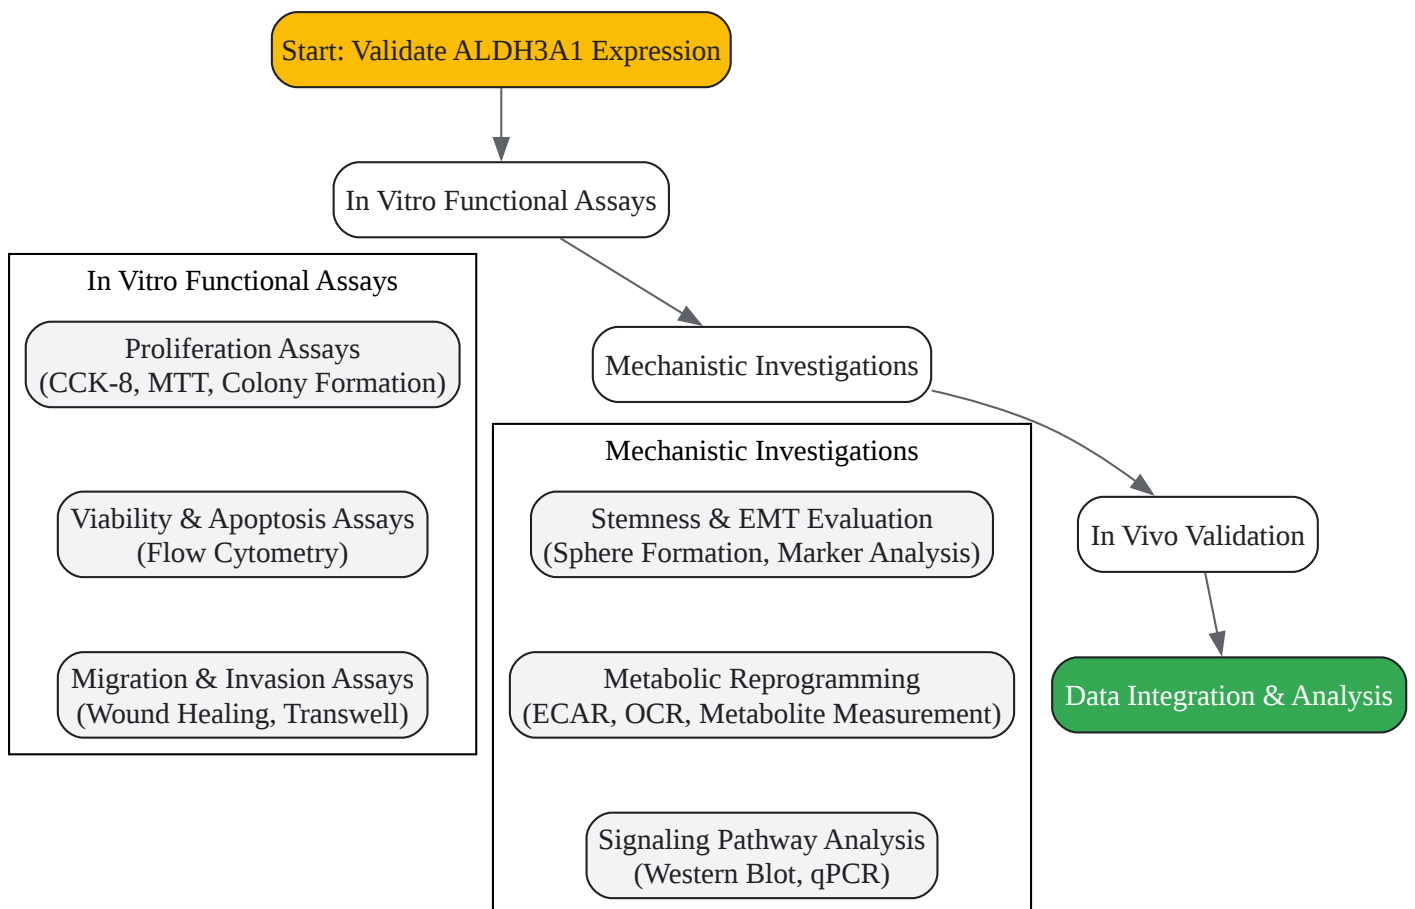 Start: Validate ALDH3A1 Expression
In Vitro Functional Assays
In Vitro Functional Assays
Proliferation Assays
(CCK-8, MTT, Colony Formation)
Viability & Apoptosis Assays
(Flow Cytometry)
Migration & Invasion Assays
(Wound Healing, Transwell)
Mechanistic Investigations
Mechanistic Investigations
Stemness & EMT Evaluation
(Sphere Formation, Marker Analysis)
Metabolic Reprogramming
(ECAR, OCR, Metabolite Measurement)
Signaling Pathway Analysis
(Western Blot, qPCR)
In Vivo Validation
Data Integration & Analysis